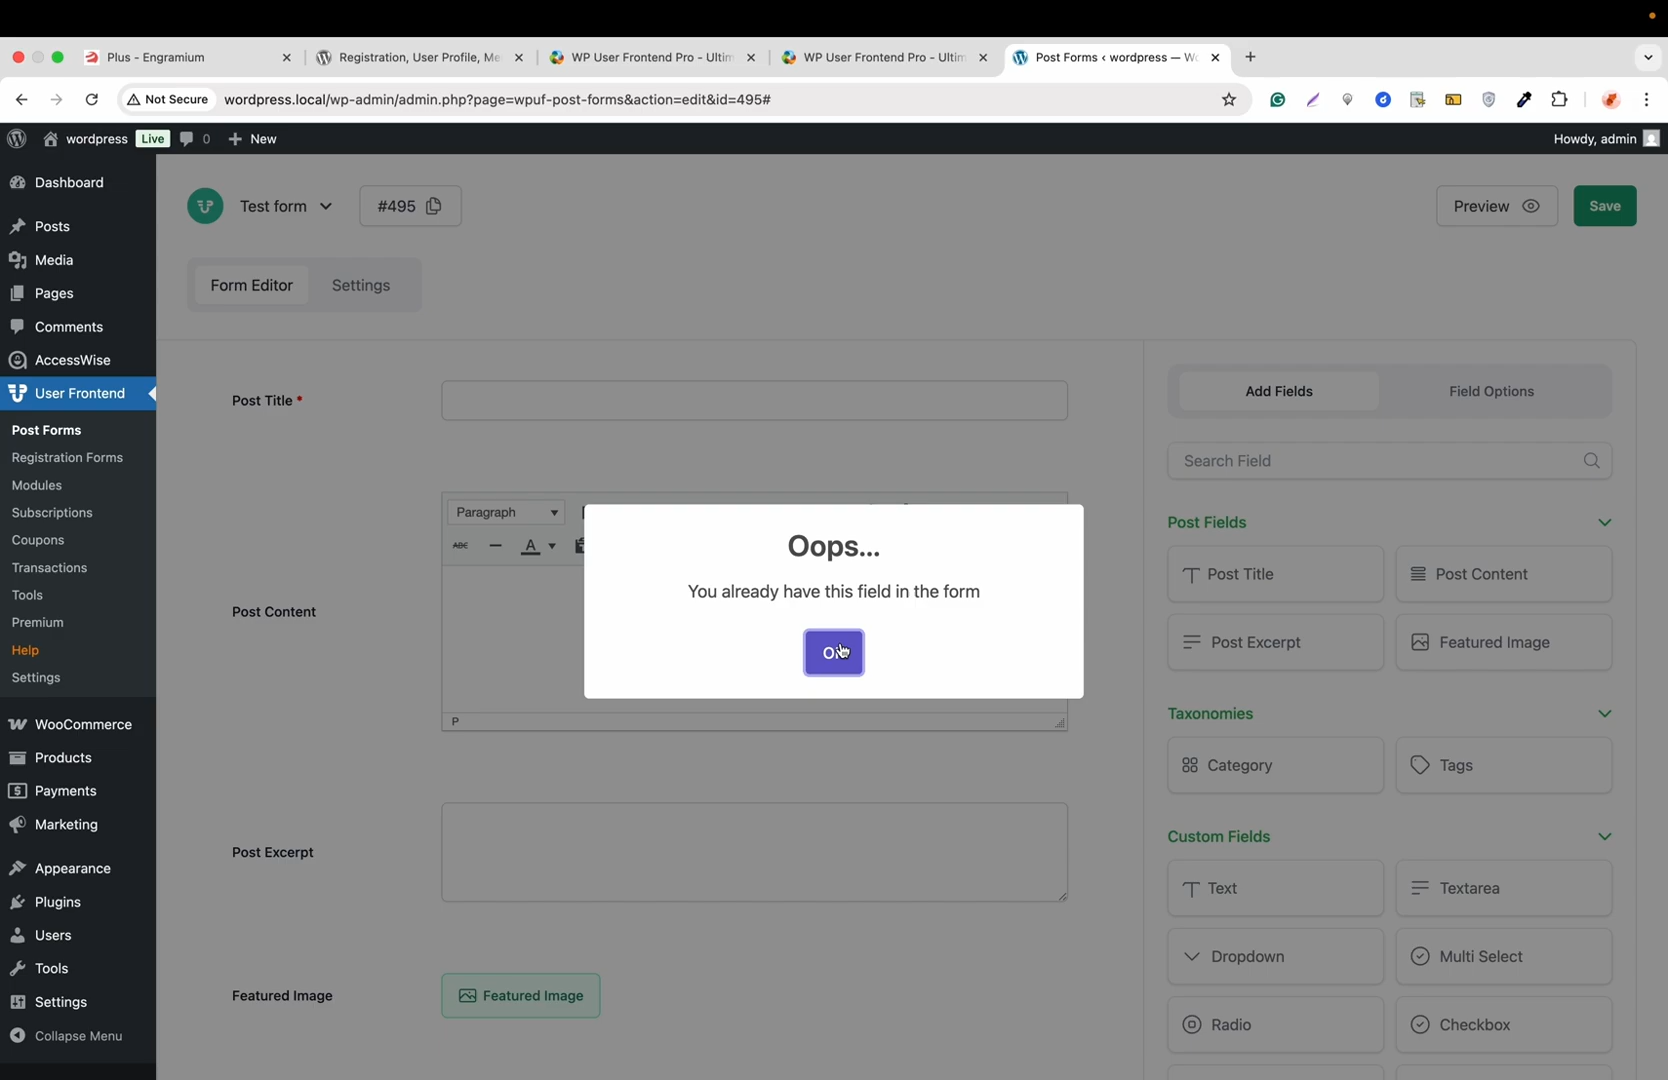 Plus - Engramium
Registration, User Profile, Me
WP User Frontend Pro - Ultim
WP User Frontend Pro - Ultim
Post Forms ‹ wordpress — Wo
Not Secure
wordpress.local/wp-admin/admin.php?page=wpuf-post-forms&action=edit&id=495#
wordpress
Live
0
New
Howdy, admin
Dashboard
Posts
Media
Pages
Comments
AccessWise
User Frontend
Post Forms
Registration Forms
Modules
Subscriptions
Coupons
Transactions
Tools
Premium
Help
Settings
WooCommerce
Products
Payments
Marketing
Appearance
Plugins
Users
Tools
Settings
Collapse Menu
Test form
#495
Preview
Save
Form Editor
Settings
Post Title *
Paragraph
ABC
A
Post Content
P
Post Excerpt
Featured Image
Featured Image
Oops...
You already have this field in the form
Add Fields
Field Options
Search Field
Post Fields
Post Title
Post Content
Post Excerpt
Featured Image
Taxonomies
Category
Tags
Custom Fields
Text
Textarea
Dropdown
Multi Select
Radio
Checkbox